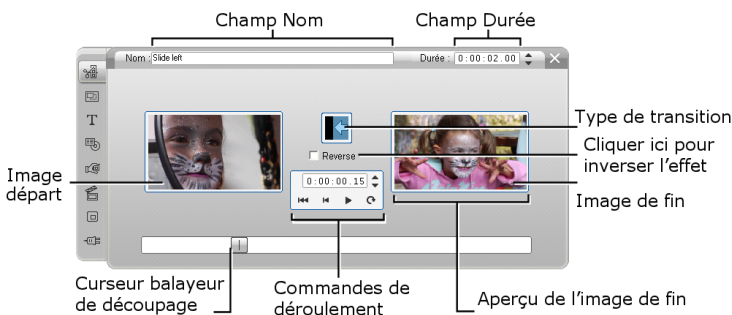 Champ Nom
Champ Durée
Nom : Slide left
Durée : 0:00:02.00
Type de transition
Reverse
Cliquer ici pour
inverser l'effet
Image
départ
0:00:00.15
Image de fin
T
Curseur balayeur
de découpage
Commandes de
déroulement
Aperçu de l'image de fin